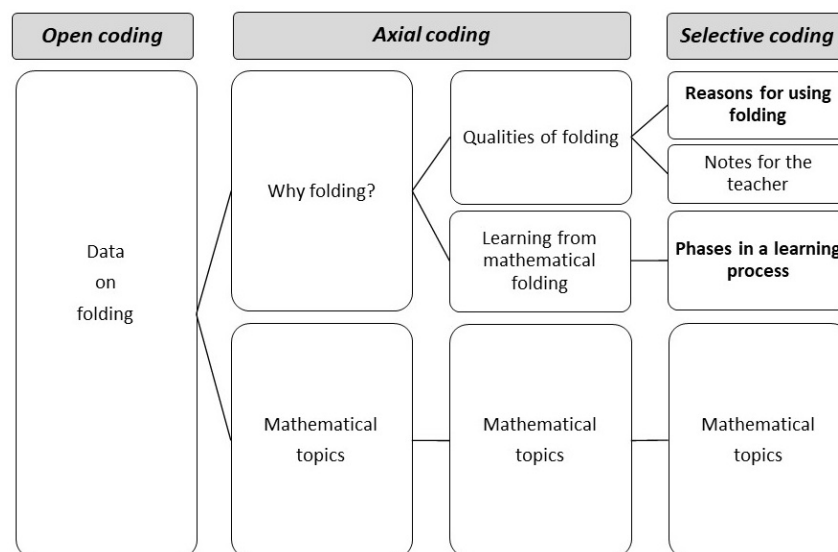 Open coding
Axial coding
Selective coding
Data
on
folding
Why folding?
Qualities of folding
Reasons for using
folding
Notes for the
teacher
Learning from
mathematical
folding
Phases in a learning
process
Mathematical
topics
Mathematical
topics
Mathematical
topics